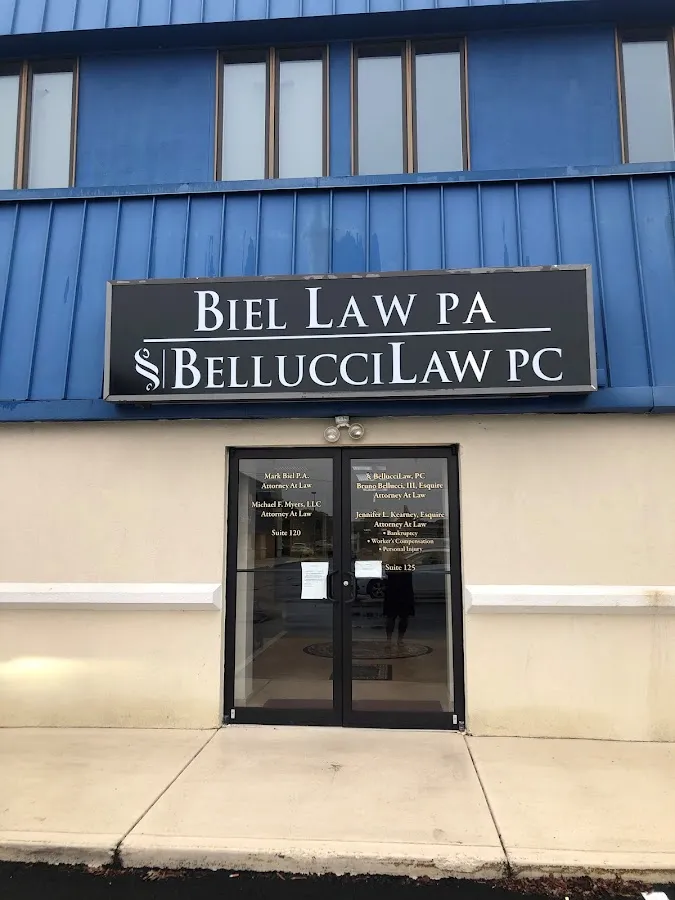 BIEL LAW PA
§ BELLUCCILAW PC
Mark Biel P.A.
Attorney At Law
Michael F. Myers, LLC
Attorney At Law
Suite 120
BellucciLaw, PC
Bruno Bellucci, III, Esquire
Attorney At Law
Jennifer L. Kearney, Esquire
Attorney At Law
• Bankruptcy
• Worker's Compensation
• Personal Injury
Suite 125